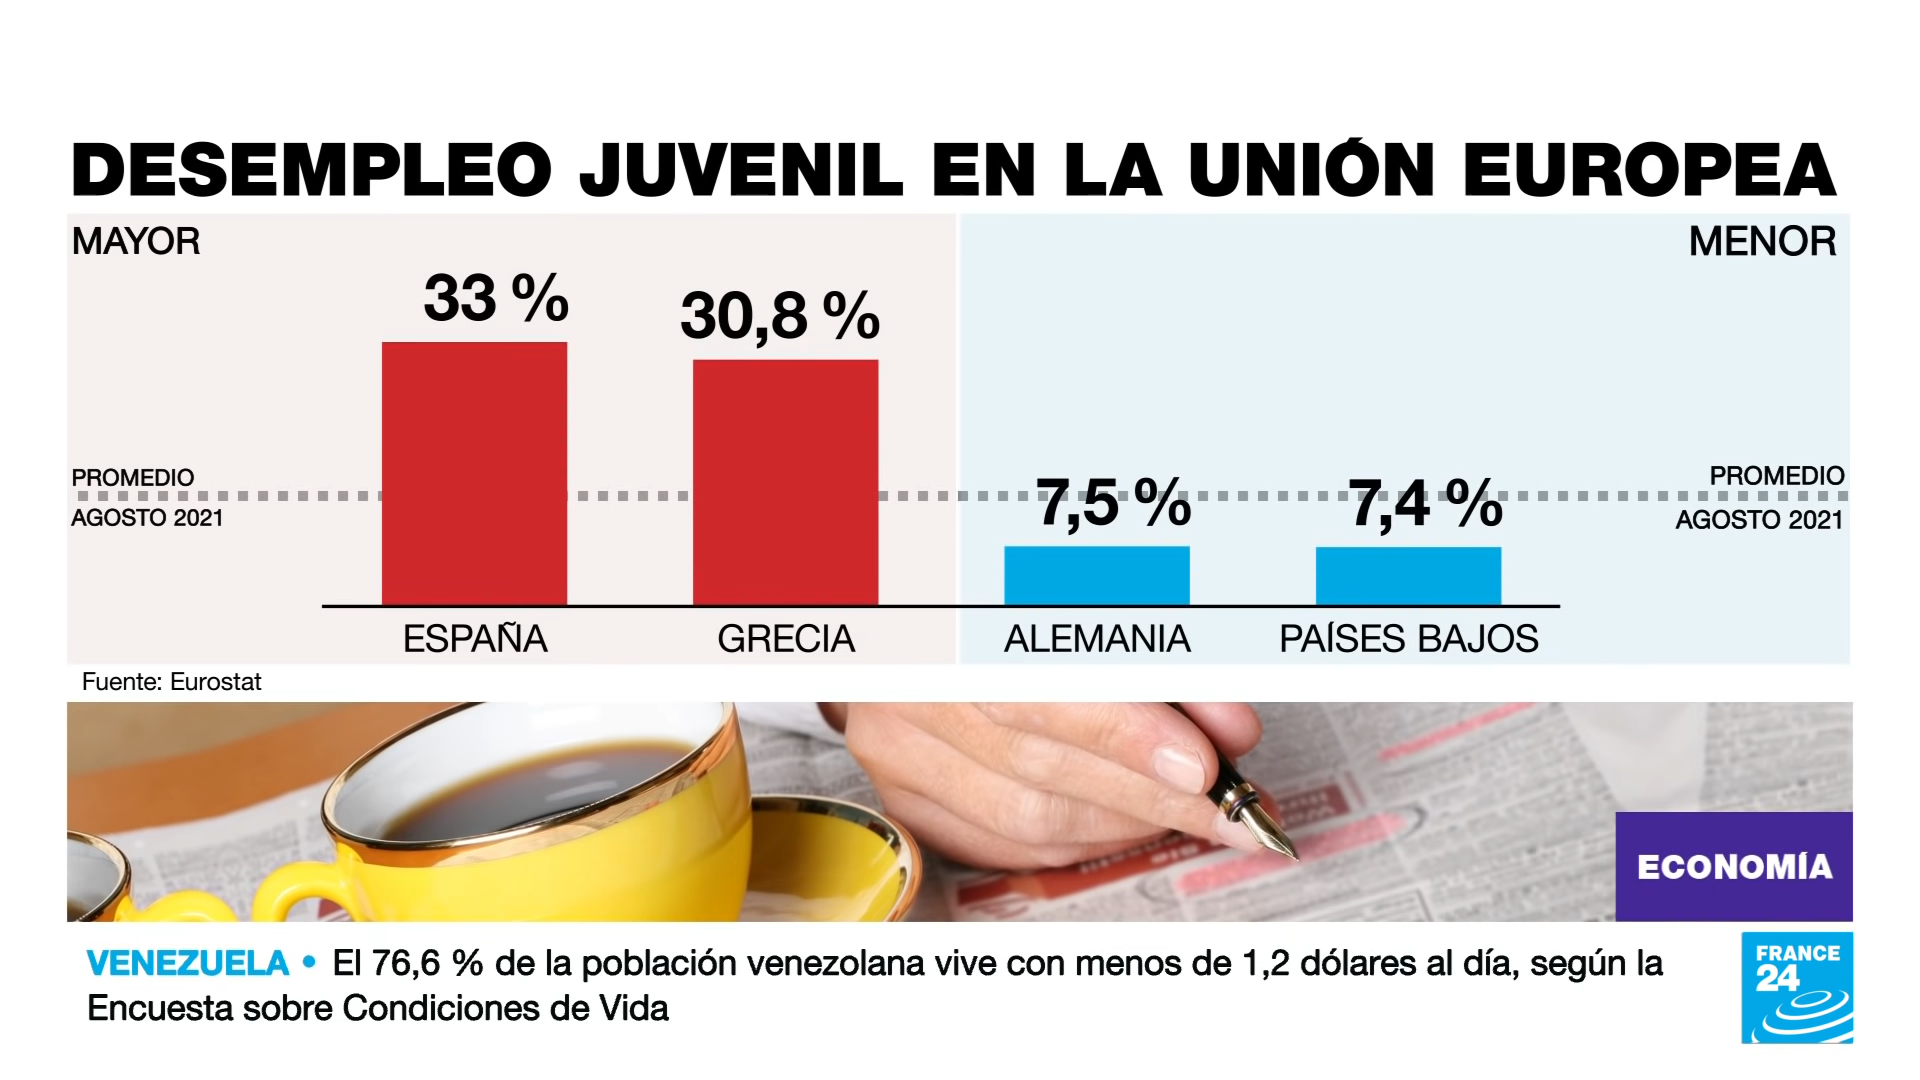 DESEMPLEO JUVENIL EN LA UNIÓN EUROPEA
MAYOR
MENOR
33 %
30,8 %
7,5 %
7,4 %
PROMEDIO
AGOSTO 2021
PROMEDIO
AGOSTO 2021
ESPAÑA
GRECIA
ALEMANIA
PAÍSES BAJOS
Fuente: Eurostat
ECONOMÍA
VENEZUELA • El 76,6 % de la población venezolana vive con menos de 1,2 dólares al día, según la
Encuesta sobre Condiciones de Vida
FRANCE
24